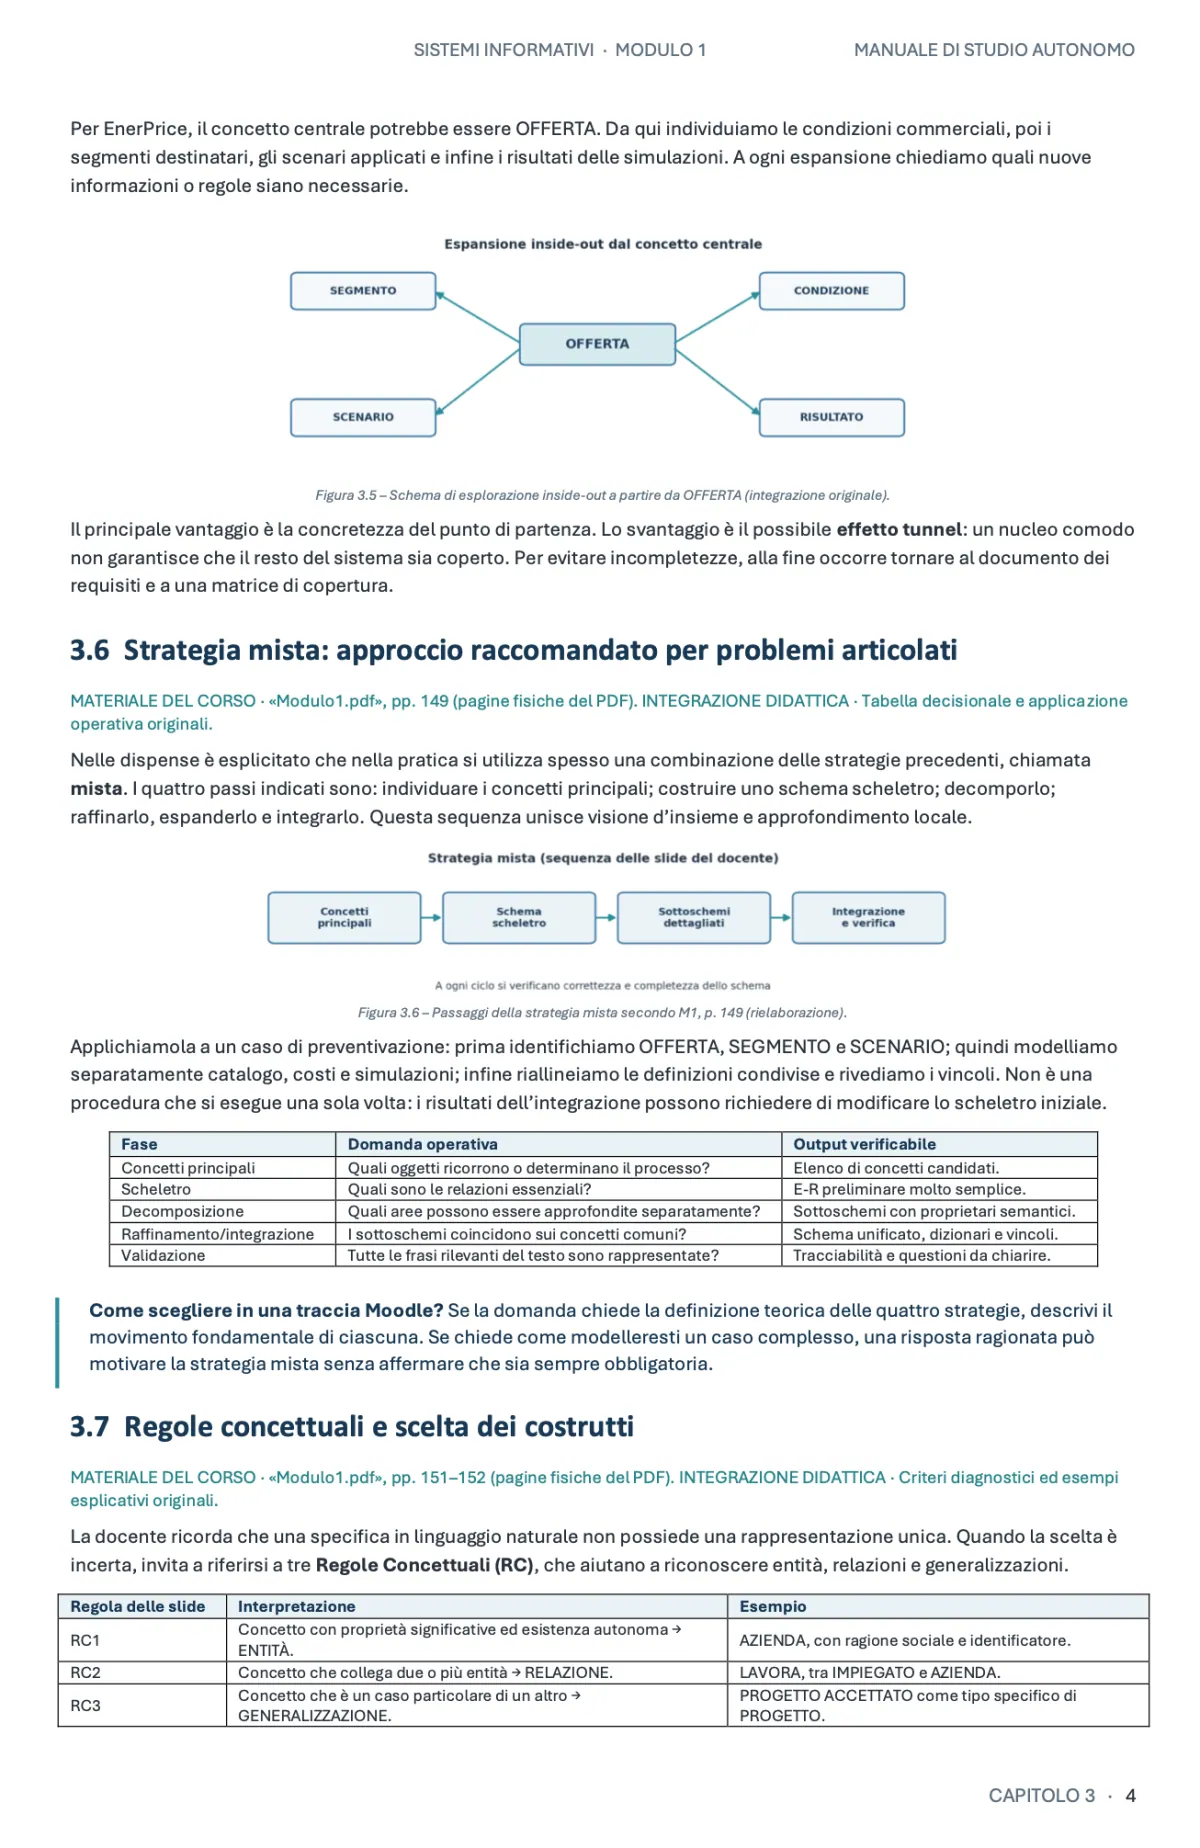 SISTEMI INFORMATIVI · MODULO 1 MANUALE DI STUDIO AUTONOMO
Per EnerPrice, il concetto centrale potrebbe essere OFFERTA. Da qui individuiamo le condizioni commerciali, poi i
segmenti destinatari, gli scenari applicati e infine i risultati delle simulazioni. A ogni espansione chiediamo quali nuove
informazioni o regole siano necessarie.
Espansione inside-out dal concetto centrale
SEGMENTO
CONDIZIONE
OFFERTA
SCENARIO
RISULTATO
Figura 3.5 – Schema di esplorazione inside-out a partire da OFFERTA (integrazione originale).
Il principale vantaggio è la concretezza del punto di partenza. Lo svantaggio è il possibile effetto tunnel: un nucleo comodo
non garantisce che il resto del sistema sia coperto. Per evitare incompletezze, alla fine occorre tornare al documento dei
requisiti e a una matrice di copertura.
3.6 Strategia mista: approccio raccomandato per problemi articolati
MATERIALE DEL CORSO · «Modulo1.pdf», pp. 149 (pagine fisiche del PDF). INTEGRAZIONE DIDATTICA · Tabella decisionale e applicazione
operativa originali.
Nelle dispense è esplicitato che nella pratica si utilizza spesso una combinazione delle strategie precedenti, chiamata
mista. I quattro passi indicati sono: individuare i concetti principali; costruire uno schema scheletro; decomporlo;
raffinarlo, espanderlo e integrarlo. Questa sequenza unisce visione d’insieme e approfondimento locale.
Strategia mista (sequenza delle slide del docente)
Concetti
principali
Schema
scheletro
Sottoschemi
dettagliati
Integrazione
e verifica
A ogni ciclo si verificano correttezza e completezza dello schema
Figura 3.6 – Passaggi della strategia mista secondo M1, p. 149 (rielaborazione).
Applichiamola a un caso di preventivazione: prima identifichiamo OFFERTA, SEGMENTO e SCENARIO; quindi modelliamo
separatamente catalogo, costi e simulazioni; infine riallineiamo le definizioni condivise e rivediamo i vincoli. Non è una
procedura che si esegue una sola volta: i risultati dell’integrazione possono richiedere di modificare lo scheletro iniziale.
Fase Domanda operativa Output verificabile
Concetti principali Quali oggetti ricorrono o determinano il processo? Elenco di concetti candidati.
Scheletro Quali sono le relazioni essenziali? E-R preliminare molto semplice.
Decomposizione Quali aree possono essere approfondite separatamente? Sottoschemi con proprietari semantici.
Raffinamento/integrazione I sottoschemi coincidono sui concetti comuni? Schema unificato, dizionari e vincoli.
Validazione Tutte le frasi rilevanti del testo sono rappresentate? Tracciabilità e questioni da chiarire.
Come scegliere in una traccia Moodle? Se la domanda chiede la definizione teorica delle quattro strategie, descrivi il
movimento fondamentale di ciascuna. Se chiede come modelleresti un caso complesso, una risposta ragionata può
motivare la strategia mista senza affermare che sia sempre obbligatoria.
3.7 Regole concettuali e scelta dei costrutti
MATERIALE DEL CORSO · «Modulo1.pdf», pp. 151–152 (pagine fisiche del PDF). INTEGRAZIONE DIDATTICA · Criteri diagnostici ed esempi
esplicativi originali.
La docente ricorda che una specifica in linguaggio naturale non possiede una rappresentazione unica. Quando la scelta è
incerta, invita a riferirsi a tre Regole Concettuali (RC), che aiutano a riconoscere entità, relazioni e generalizzazioni.
Regola delle slide Interpretazione Esempio
RC1 Concetto con proprietà significative ed esistenza autonoma →
ENTITÀ. AZIENDA, con ragione sociale e identificatore.
RC2 Concetto che collega due o più entità → RELAZIONE. LAVORA, tra IMPIEGATO e AZIENDA.
RC3 Concetto che è un caso particolare di un altro →
GENERALIZZAZIONE. PROGETTO ACCETTATO come tipo specifico di
PROGETTO.
CAPITOLO 3 · 4